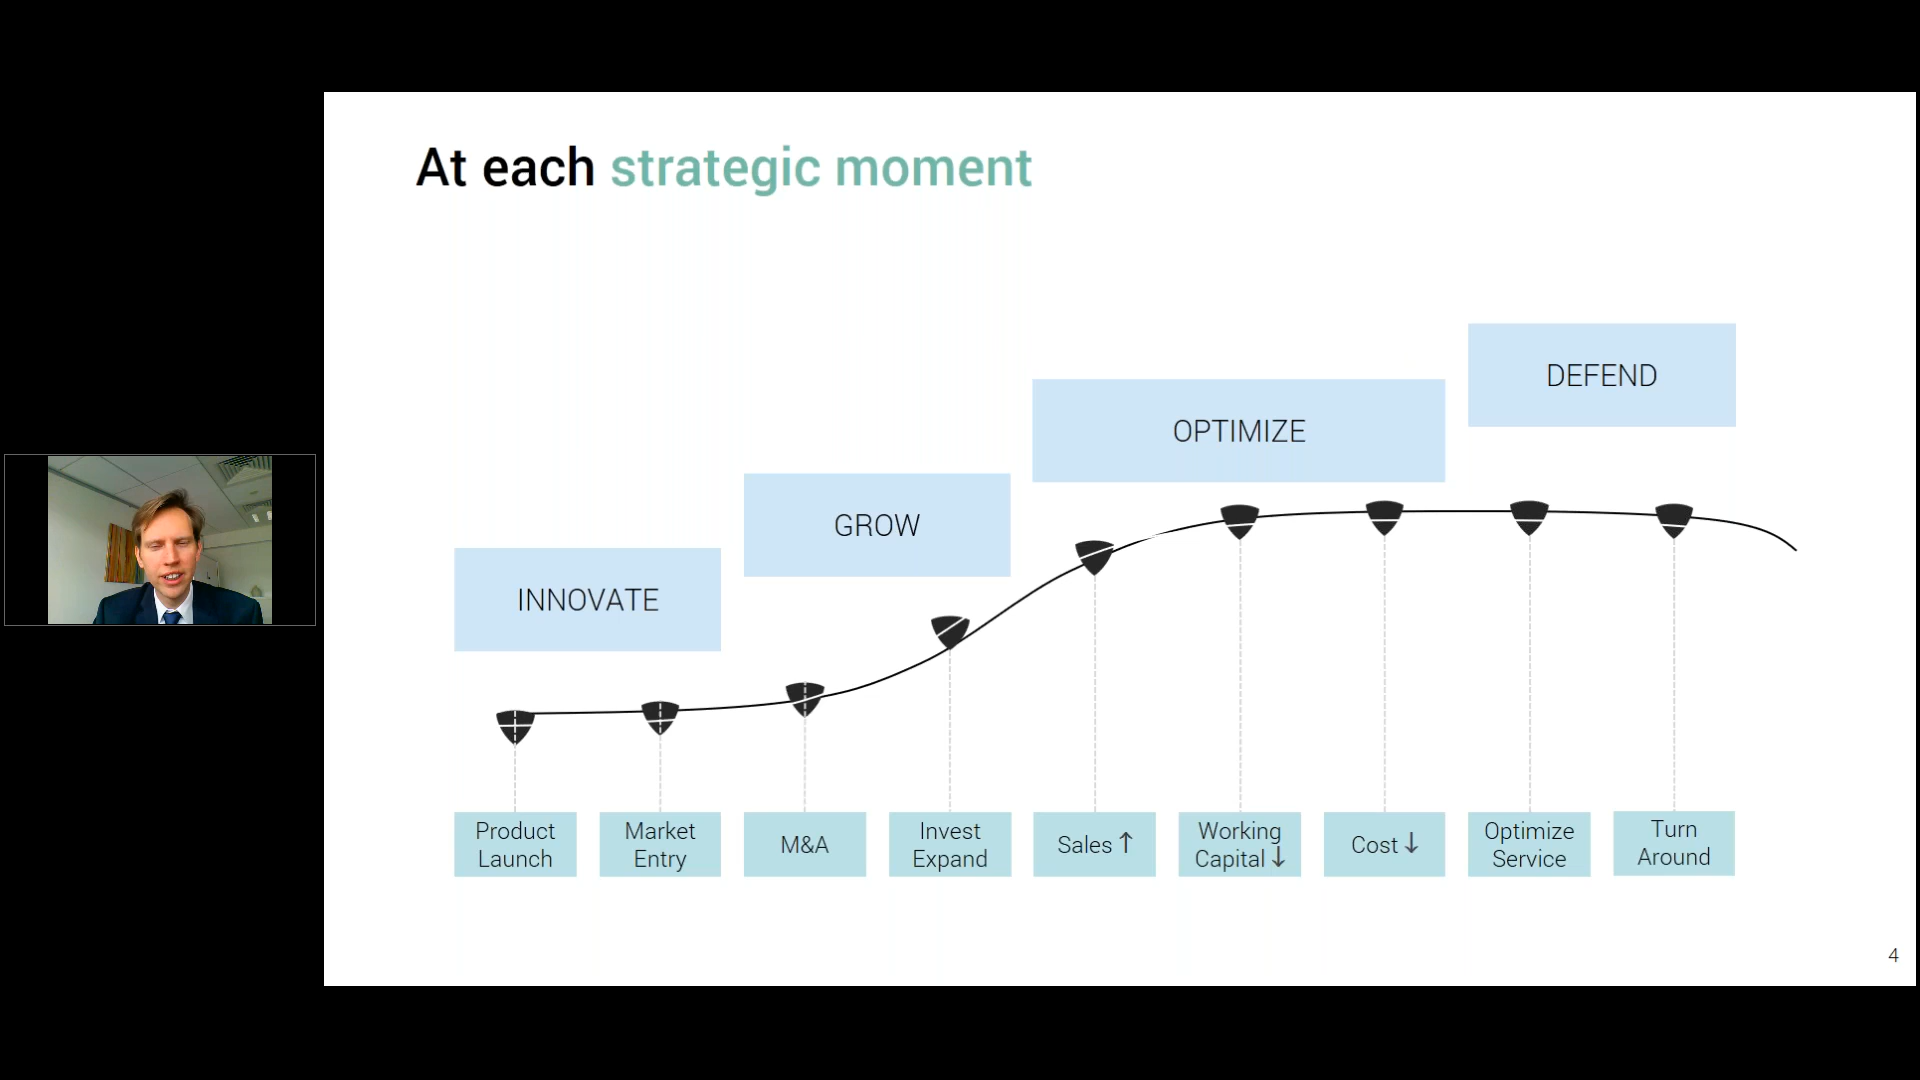 At each strategic moment
DEFEND
OPTIMIZE
GROW
INNOVATE
Product
Launch
Market
Entry
M&A
Invest
Expand
Sales ↑
Working
Capital ↓
Cost ↓
Optimize
Service
Turn
Around
4